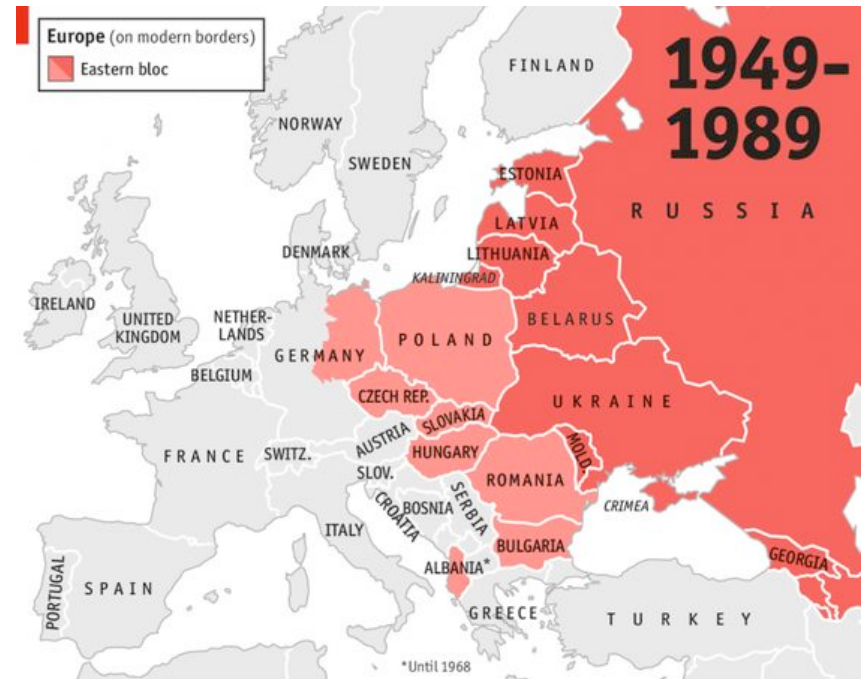 Europe (on modern borders)
Eastern bloc
1949-
1989
FINLAND
NORWAY
SWEDEN
ESTONIA
RUSSIA
LATVIA
DENMARK
LITHUANIA
KALININGRAD
IRELAND
UNITED
KINGDOM
NETHER-
LANDS
BELARUS
POLAND
GERMANY
BELGIUM
CZECH REP.
UKRAINE
SLOVAKIA
AUSTRIA
FRANCE
SWITZ.
HUNGARY
MOLD.
SLOV.
ROMANIA
SERBIA
CROATIA
BOSNIA
CRIMEA
ITALY
BULGARIA
GEORGIA
ALBANIA*
PORTUGAL
SPAIN
GREECE
TURKEY
*Until 1968